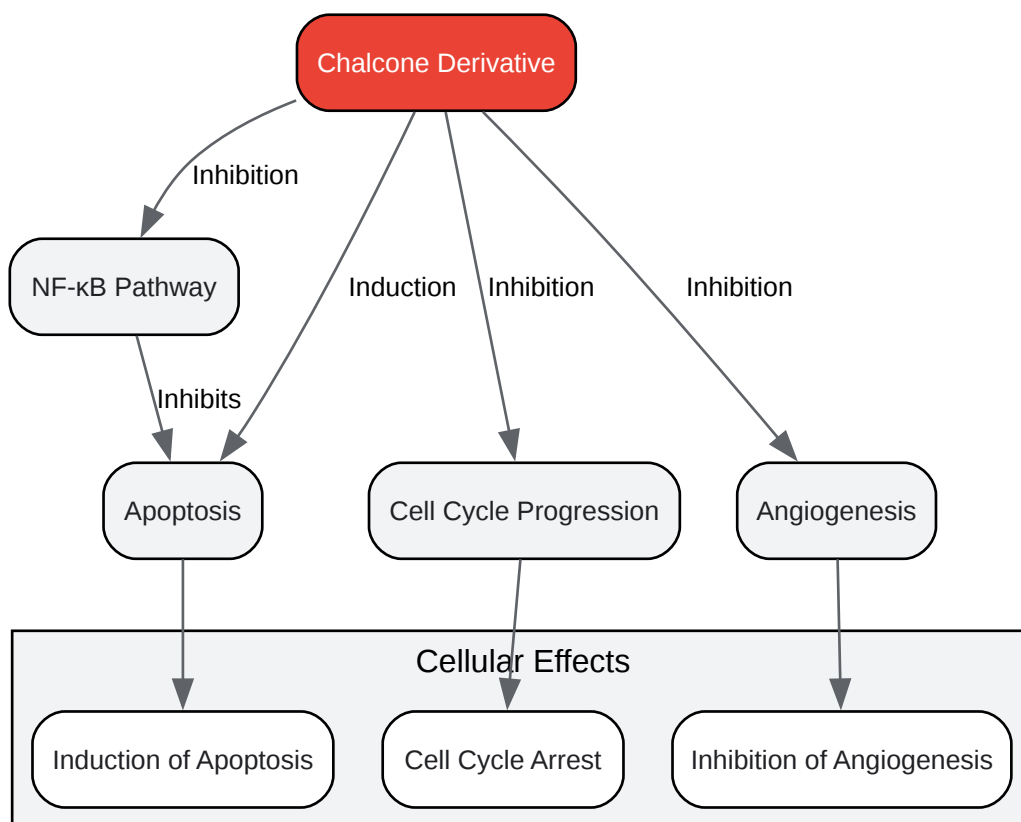 Chalcone Derivative
Inhibition
NF-κB Pathway
Induction
Inhibition
Inhibition
Inhibits
Apoptosis
Cell Cycle Progression
Angiogenesis
Cellular Effects
Induction of Apoptosis
Cell Cycle Arrest
Inhibition of Angiogenesis